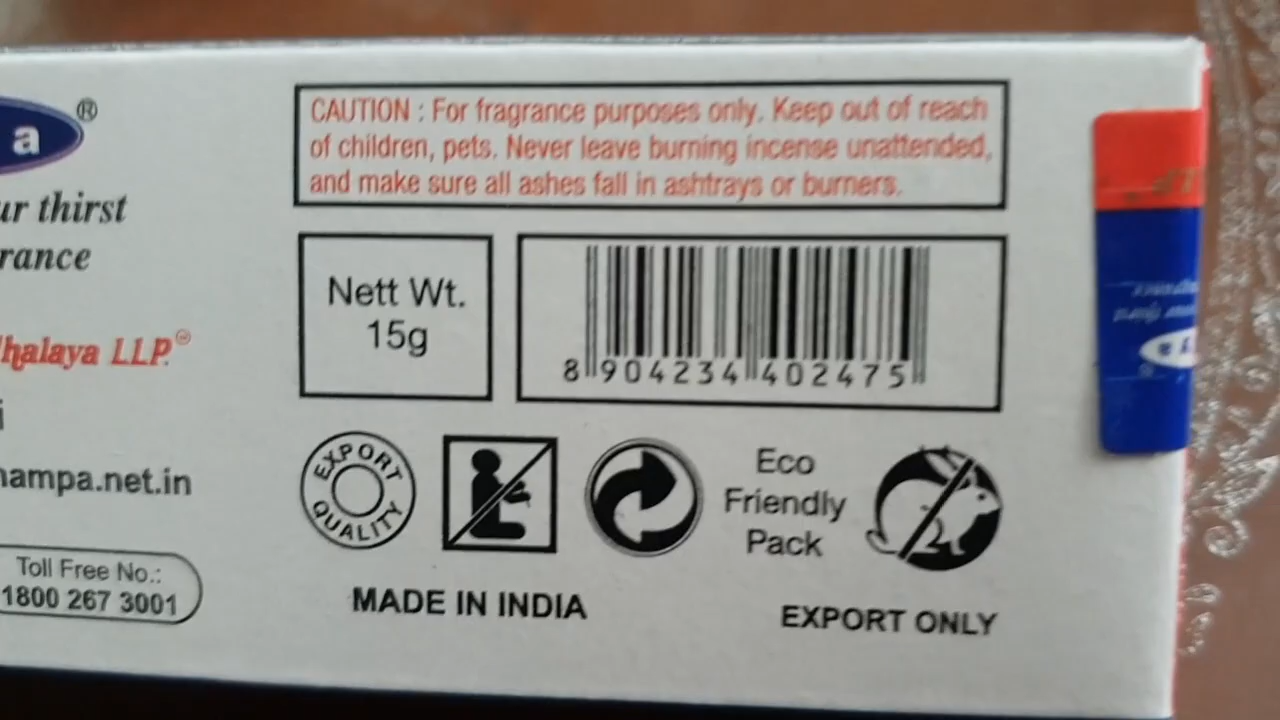 a ®
ur thirst
rance
halaya LLP.
i
hampa.net.in
Toll Free No.:
1800 267 3001
CAUTION : For fragrance purposes only. Keep out of reach
of children, pets. Never leave burning incense unattended,
and make sure all ashes fall in ashtrays or burners.
Nett Wt.
15g
8 904234 402475
EXPORT
QUALITY
Eco
Friendly
Pack
MADE IN INDIA
EXPORT ONLY